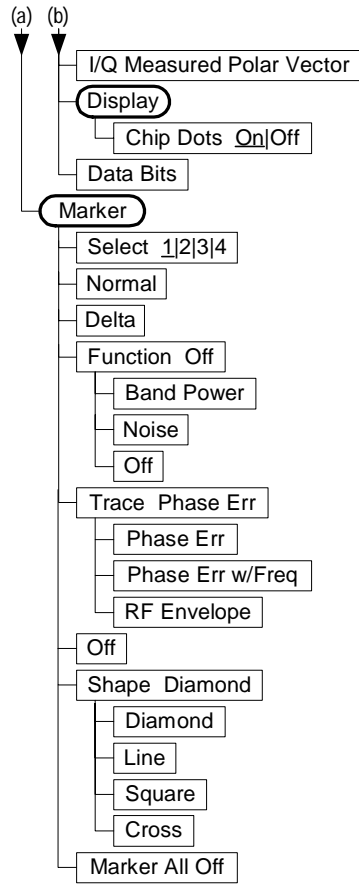 (a) (b)
I/Q Measured Polar Vector
Display
Chip Dots On|Off
Data Bits
Marker
Select 1|2|3|4
Normal
Delta
Function Off
Band Power
Noise
Off
Trace Phase Err
Phase Err
Phase Err w/Freq
RF Envelope
Off
Shape Diamond
Diamond
Line
Square
Cross
Marker All Off